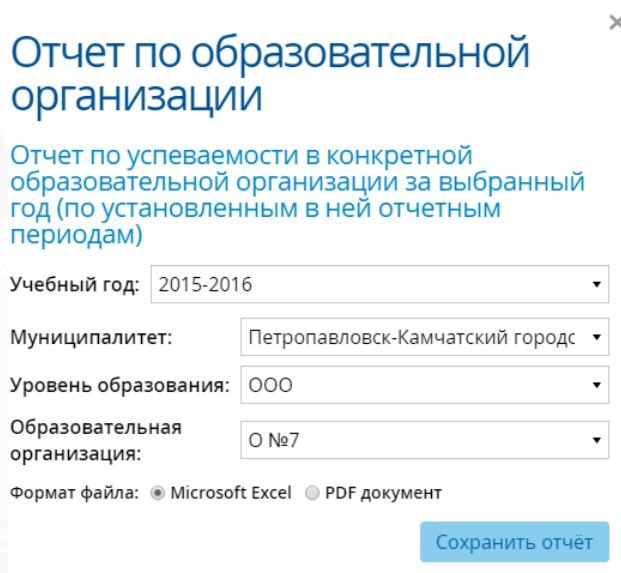 Отчет по образовательной
организации
Отчет по успеваемости в конкретной
образовательной организации за выбранный
год (по установленным в ней отчетным
периодам)
Учебный год: 2015-2016
Муниципалитет: Петропавловск-Камчатский городс
Уровень образования: ООО
Образовательная
организация: О №7
Формат файла: Microsoft Excel PDF документ
Сохранить отчёт